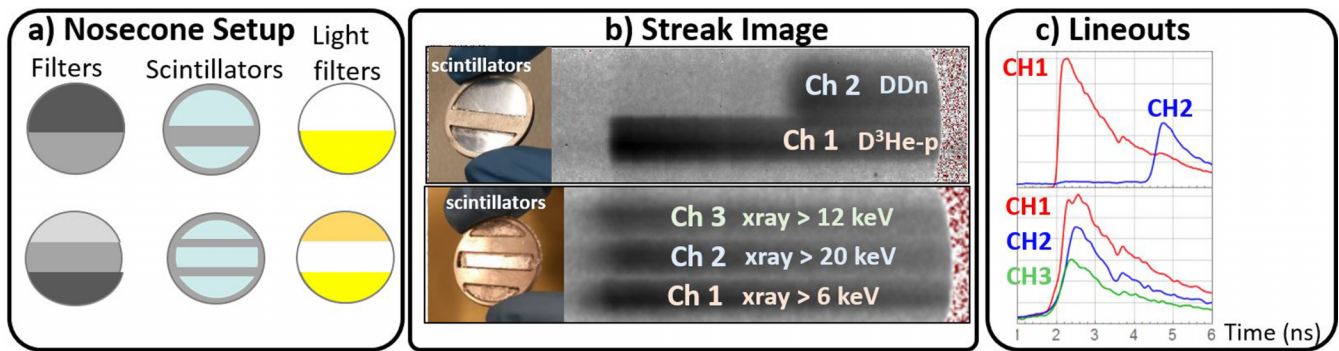 a) Nosecone Setup
Filters
Scintillators
Light
filters
b) Streak Image
scintillators
Ch 2 DDn
Ch 1 D³He-p
scintillators
Ch 3 xray > 12 keV
Ch 2 xray > 20 keV
Ch 1 xray > 6 keV
c) Lineouts
CH1
CH2
CH1
CH2
CH3
1 2 3 4 5 6 Time (ns)